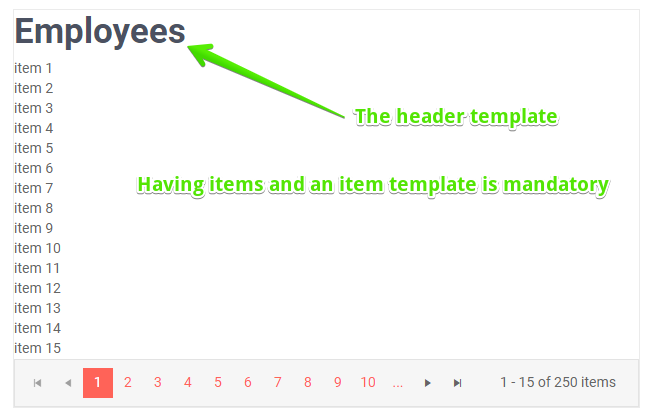 Employees
item 1
item 2
item 3
The header template
item 4
item 5
item 6
Having items and an item template is mandatory
item 7
item 8
item 9
item 10
item 11
item 12
item 13
item 14
item 15
1 2 3 4 5 6 7 8 9 10 ... 1 - 15 of 250 items